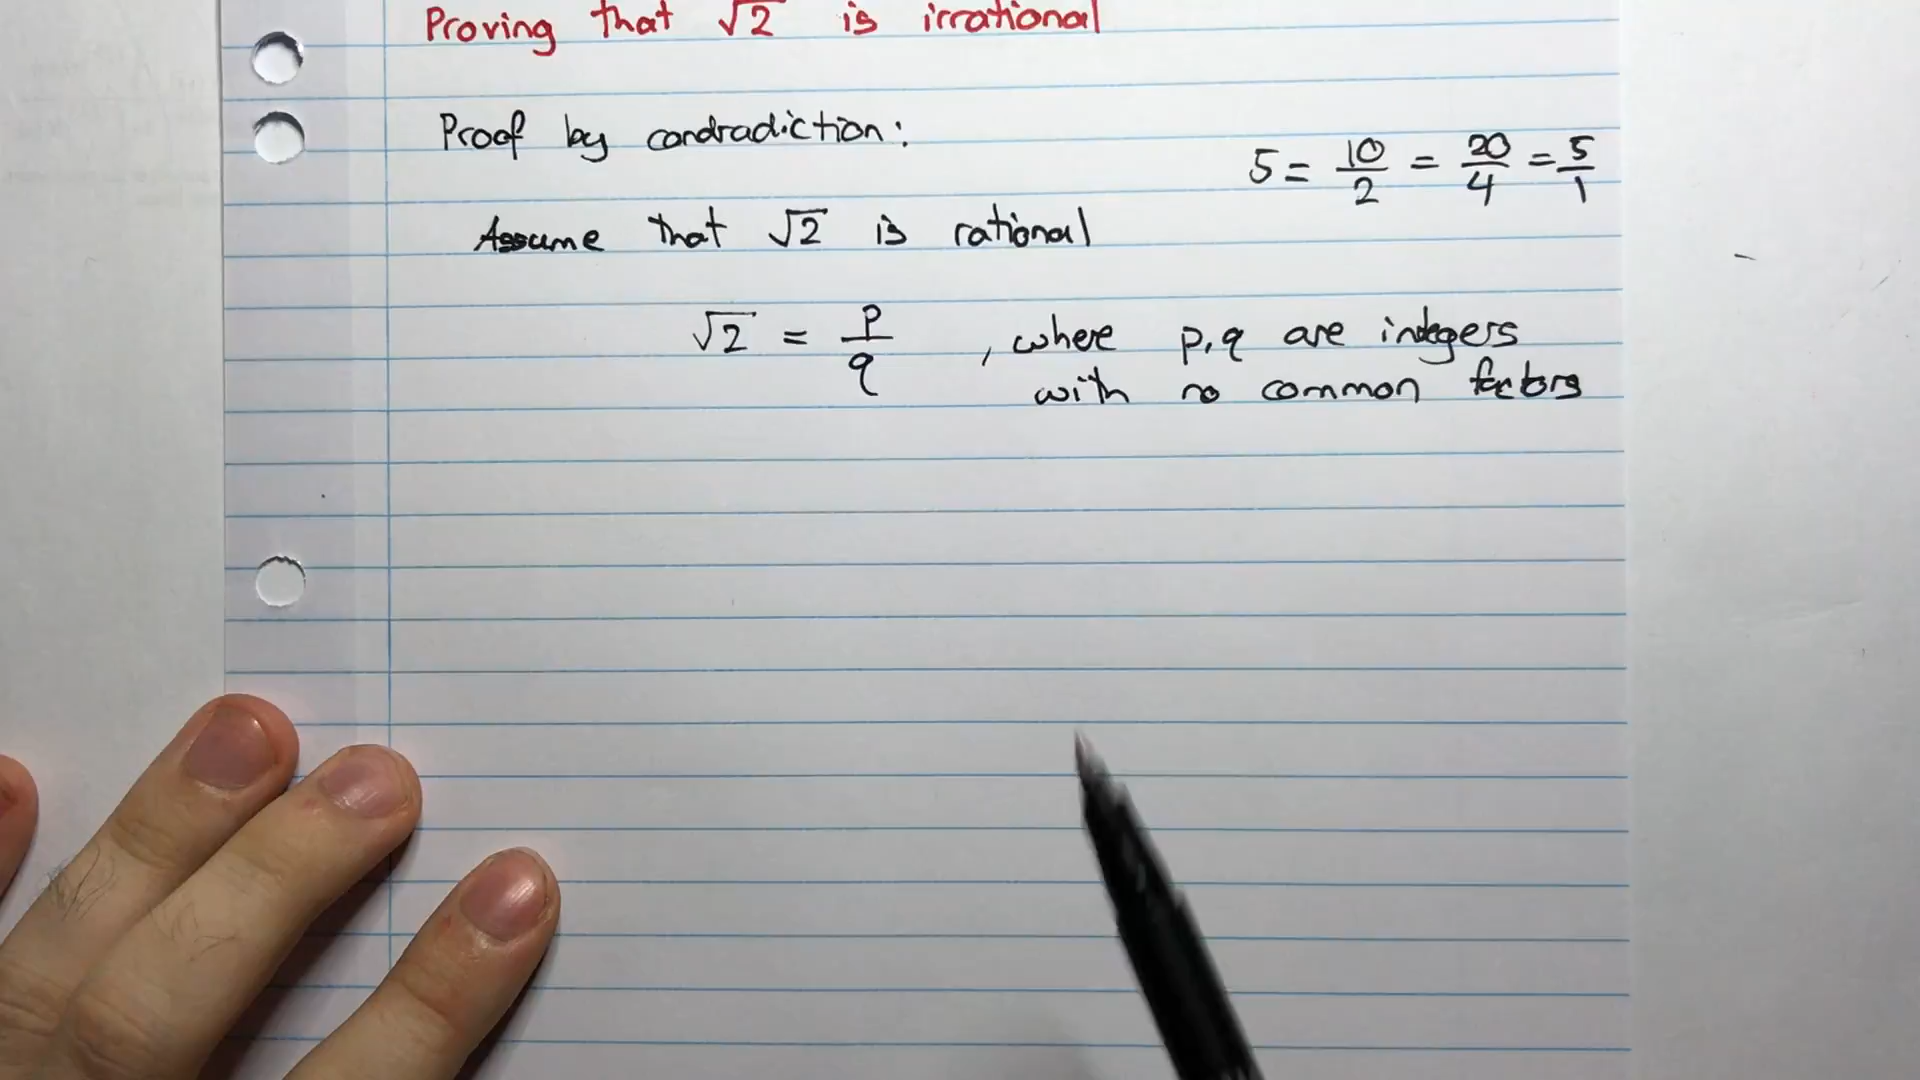 Proving that √2 is irrational
Proof by condradiction:
5 = 10/2 = 20/4 = 5/1
Assume that √2 is rational
√2 = p/q , where p,q are integers
with no common factors